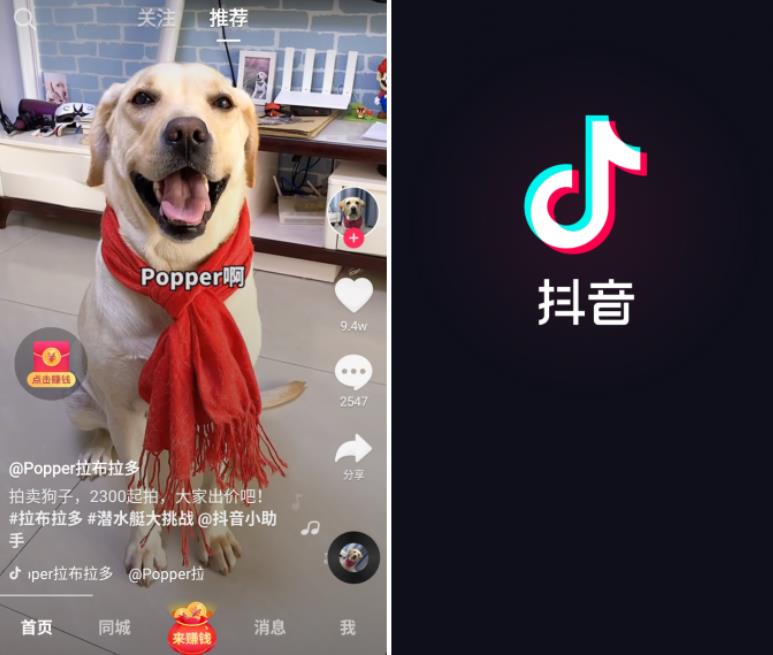 关注 推荐
Popper啊
9.4w
点击赚钱
2547
分享
@Popper拉布拉多
拍卖狗子，2300起拍，大家出价吧！
#拉布拉多 #潜水艇大挑战 @抖音小助
手
per拉布拉多 @Popper拉
首页 同城 来赚钱 消息 我
抖音